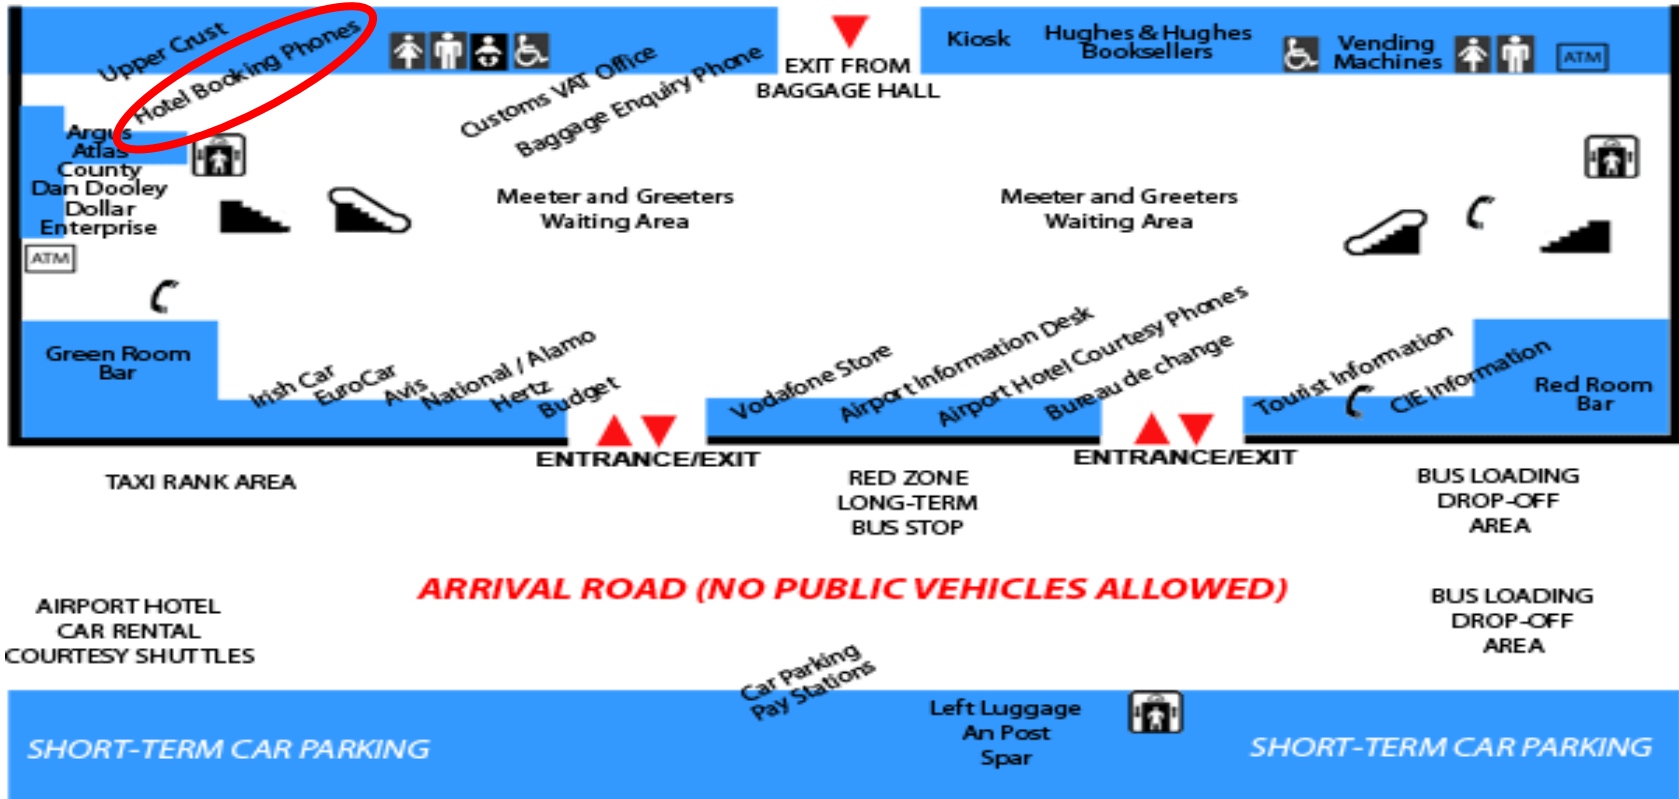 Upper Crust
Hotel Booking Phones
Customs VAT Office
Baggage Enquiry Phone
EXIT FROM
BAGGAGE HALL
Kiosk
Hughes & Hughes
Booksellers
Vending
Machines
ATM
Argus
Atlas
County
Dan Dooley
Dollar
Enterprise
ATM
Meeter and Greeters
Waiting Area
Meeter and Greeters
Waiting Area
Green Room
Bar
Irish Car
EuroCar
Avis
National / Alamo
Hertz
Budget
Vodafone Store
Airport Information Desk
Airport Hotel Courtesy Phones
Bureau de change
Tourist Information
CIE Information
Red Room
Bar
ENTRANCE/EXIT
ENTRANCE/EXIT
TAXI RANK AREA
RED ZONE
LONG-TERM
BUS STOP
BUS LOADING
DROP-OFF
AREA
ARRIVAL ROAD (NO PUBLIC VEHICLES ALLOWED)
AIRPORT HOTEL
CAR RENTAL
COURTESY SHUTTLES
BUS LOADING
DROP-OFF
AREA
Car Parking
Pay Stations
Left Luggage
An Post
Spar
SHORT-TERM CAR PARKING
SHORT-TERM CAR PARKING